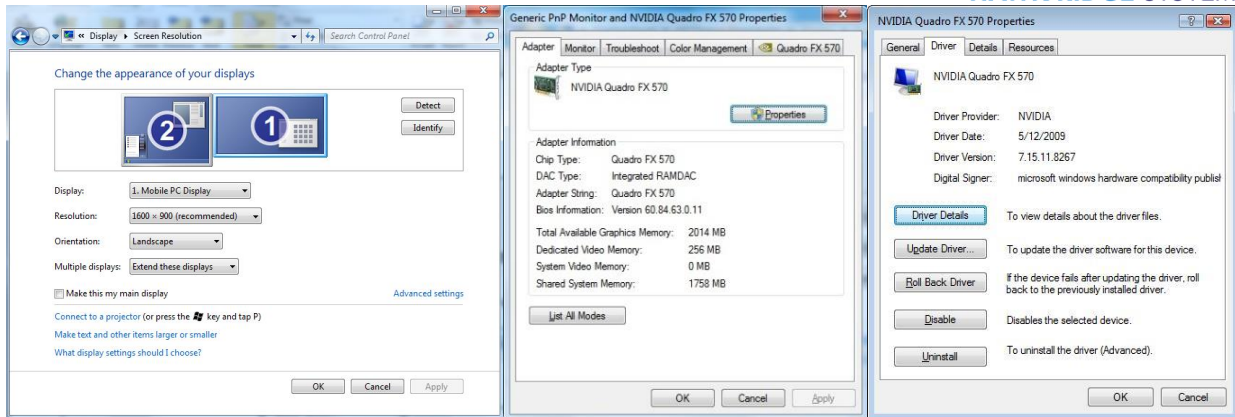 Display ▸ Screen Resolution
Search Control Panel
Change the appearance of your displays
2
1
Detect
Identify
Display: 1. Mobile PC Display
Resolution: 1600 × 900 (recommended)
Orientation: Landscape
Multiple displays: Extend these displays
Make this my main display
Advanced settings
Connect to a projector (or press the key and tap P)
Make text and other items larger or smaller
What display settings should I choose?
OK Cancel Apply
Generic PnP Monitor and NVIDIA Quadro FX 570 Properties
Adapter Monitor Troubleshoot Color Management Quadro FX 570
Adapter Type
NVIDIA Quadro FX 570
Properties
Adapter Information
Chip Type: Quadro FX 570
DAC Type: Integrated RAMDAC
Adapter String: Quadro FX 570
Bios Information: Version 60.84.63.0.11
Total Available Graphics Memory: 2014 MB
Dedicated Video Memory: 256 MB
System Video Memory: 0 MB
Shared System Memory: 1758 MB
List All Modes
OK Cancel Apply
NVIDIA Quadro FX 570 Properties
General Driver Details Resources
NVIDIA Quadro FX 570
Driver Provider: NVIDIA
Driver Date: 5/12/2009
Driver Version: 7.15.11.8267
Digital Signer: microsoft windows hardware compatibility publish
Driver Details To view details about the driver files.
Update Driver... To update the driver software for this device.
Roll Back Driver If the device fails after updating the driver, roll
back to the previously installed driver.
Disable Disables the selected device.
Uninstall To uninstall the driver (Advanced).
OK Cancel